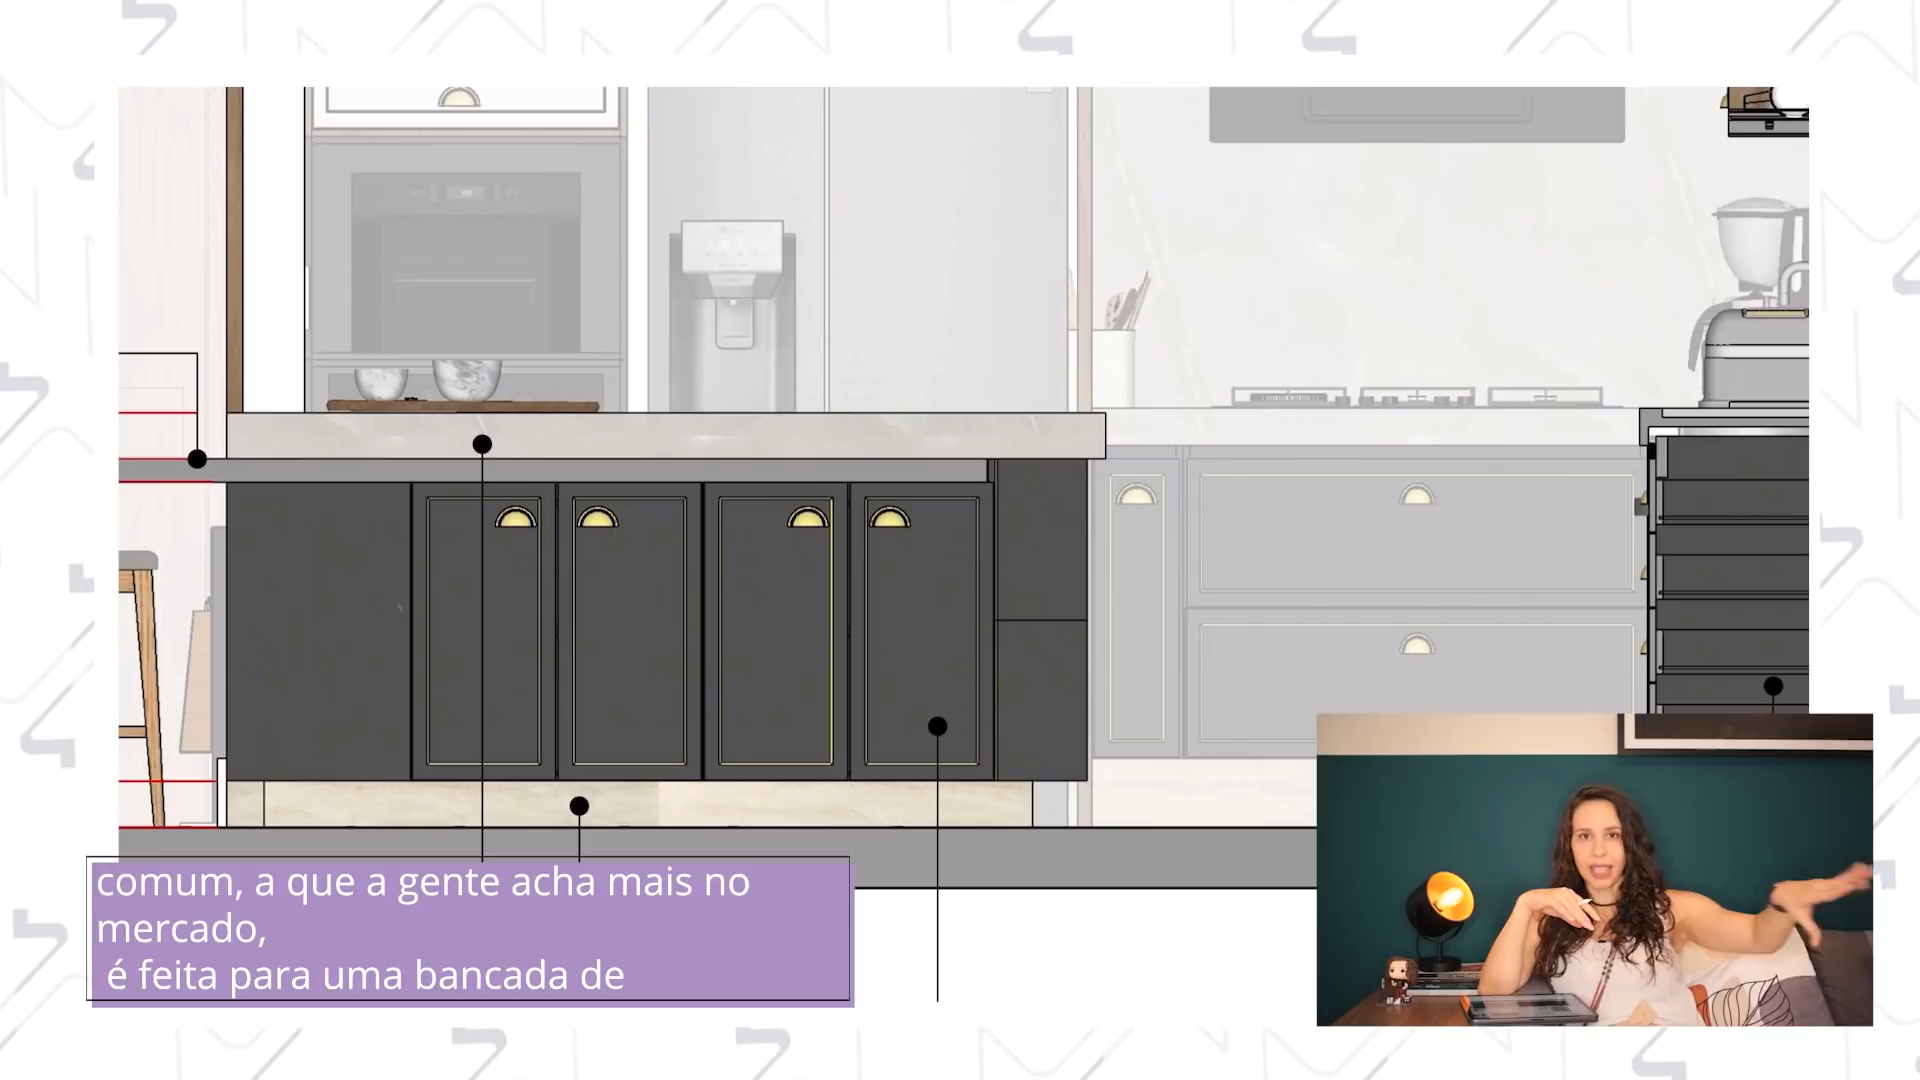 comum, a que a gente acha mais no
mercado,
é feita para uma bancada de